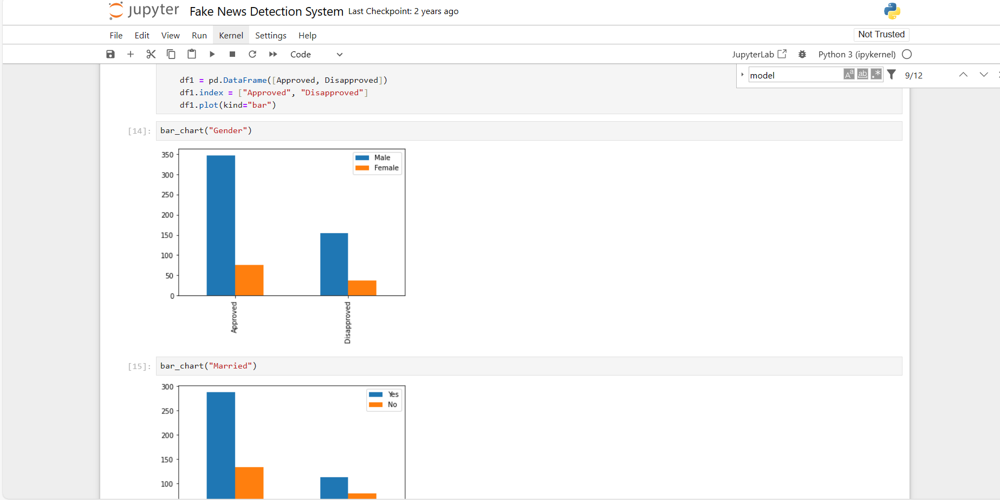 jupyter Fake News Detection System Last Checkpoint: 2 years ago
File Edit View Run Kernel Settings Help Not Trusted
Code JupyterLab Python 3 (ipykernel)
model Aa ab .* 9/12
df1 = pd.DataFrame([Approved, Disapproved])
df1.index = ["Approved", "Disapproved"]
df1.plot(kind="bar")
[14]: bar_chart("Gender")
350
300
250
200
150
100
50
0
Male
Female
Approved
Disapproved
[15]: bar_chart("Married")
300
250
200
150
100
Yes
No